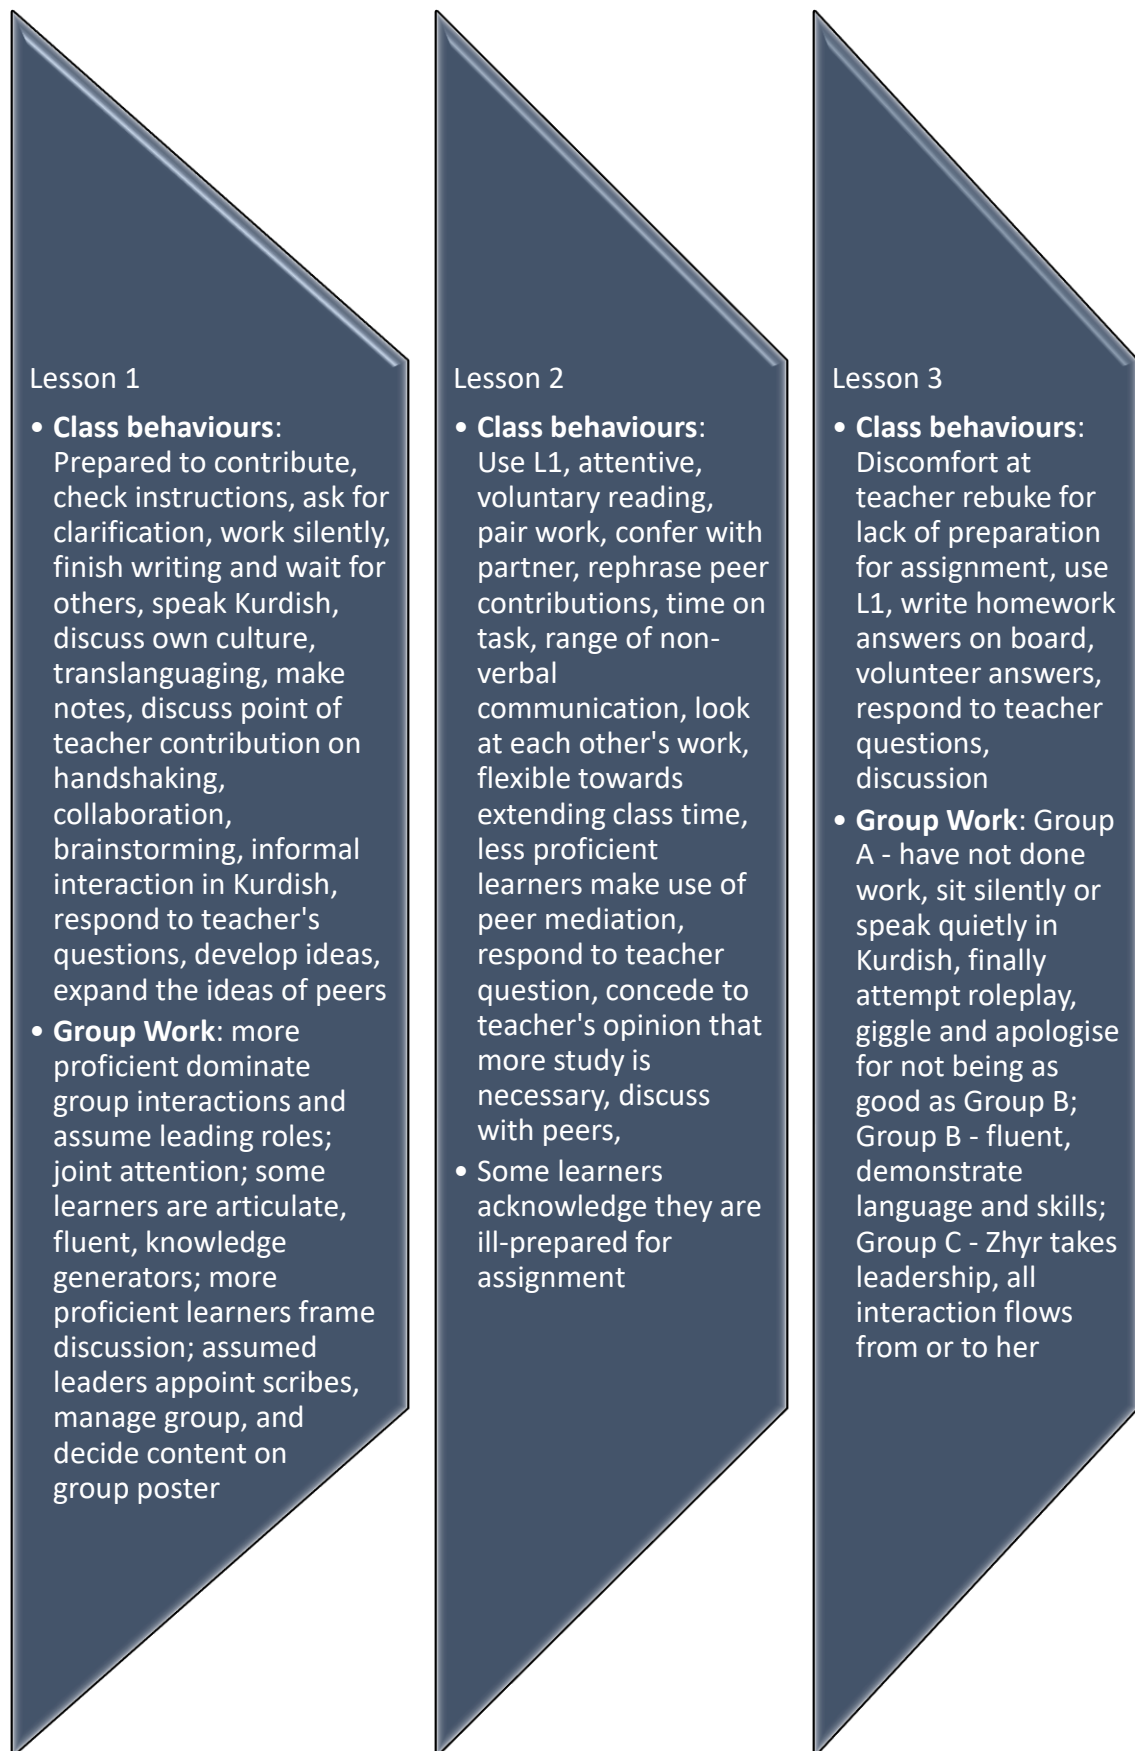 Lesson 1
• Class behaviours:
Prepared to contribute,
check instructions, ask for
clarification, work silently,
finish writing and wait for
others, speak Kurdish,
discuss own culture,
translanguaging, make
notes, discuss point of
teacher contribution on
handshaking,
collaboration,
brainstorming, informal
interaction in Kurdish,
respond to teacher's
questions, develop ideas,
expand the ideas of peers
• Group Work: more
proficient dominate
group interactions and
assume leading roles;
joint attention; some
learners are articulate,
fluent, knowledge
generators; more
proficient learners frame
discussion; assumed
leaders appoint scribes,
manage group, and
decide content on
group poster
Lesson 2
• Class behaviours:
Use L1, attentive,
voluntary reading,
pair work, confer with
partner, rephrase peer
contributions, time on
task, range of non-
verbal
communication, look
at each other's work,
flexible towards
extending class time,
less proficient
learners make use of
peer mediation,
respond to teacher
question, concede to
teacher's opinion that
more study is
necessary, discuss
with peers,
• Some learners
acknowledge they are
ill-prepared for
assignment
Lesson 3
• Class behaviours:
Discomfort at
teacher rebuke for
lack of preparation
for assignment, use
L1, write homework
answers on board,
volunteer answers,
respond to teacher
questions,
discussion
• Group Work: Group
A - have not done
work, sit silently or
speak quietly in
Kurdish, finally
attempt roleplay,
giggle and apologise
for not being as
good as Group B;
Group B - fluent,
demonstrate
language and skills;
Group C - Zhyr takes
leadership, all
interaction flows
from or to her